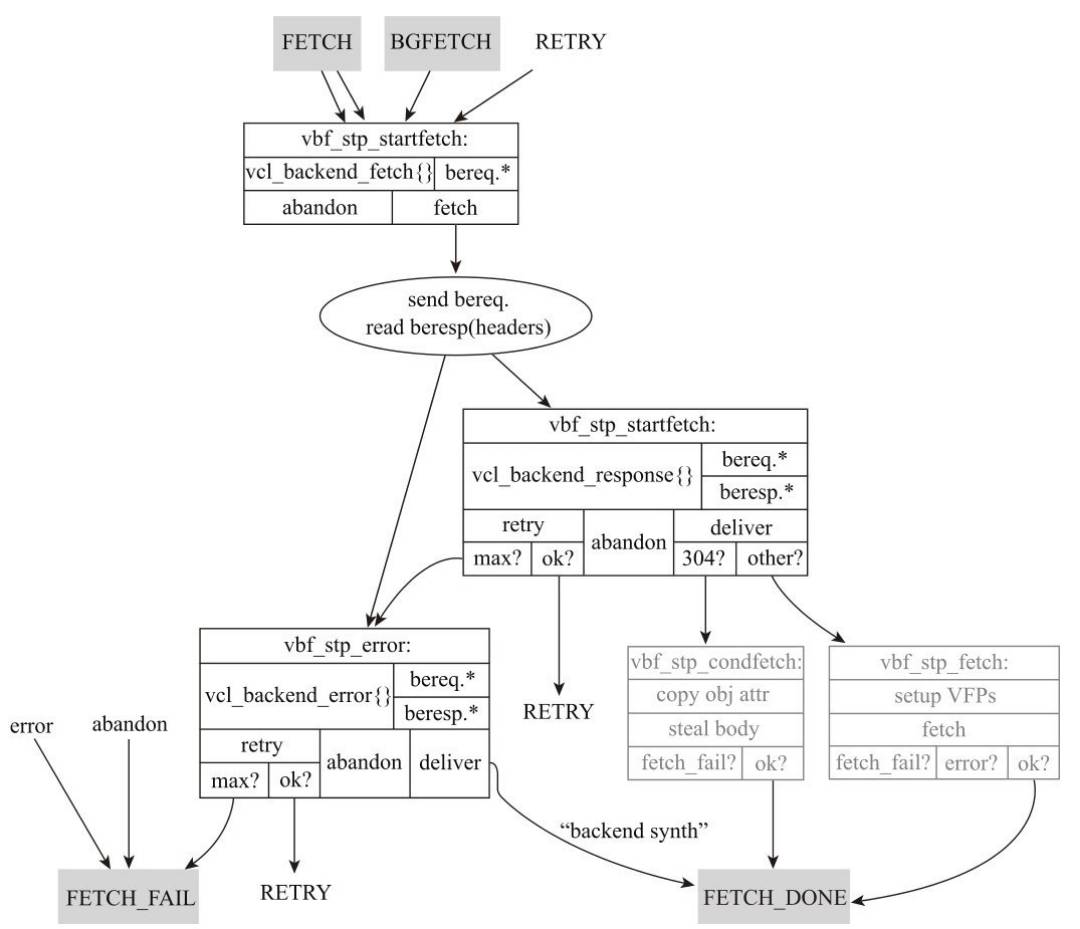 FETCH
BGFETCH
RETRY
vbf_stp_startfetch:
vcl_backend_fetch{}
bereq.*
abandon
fetch
send bereq.
read beresp(headers)
vbf_stp_startfetch:
vcl_backend_response{}
bereq.*
beresp.*
retry
abandon
deliver
max?
ok?
304?
other?
vbf_stp_error:
vcl_backend_error{}
bereq.*
beresp.*
retry
abandon
deliver
max?
ok?
RETRY
vbf_stp_condfetch:
copy obj attr
steal body
fetch_fail?
ok?
vbf_stp_fetch:
setup VFPs
fetch
fetch_fail?
error?
ok?
error
abandon
"backend synth"
FETCH_FAIL
RETRY
FETCH_DONE